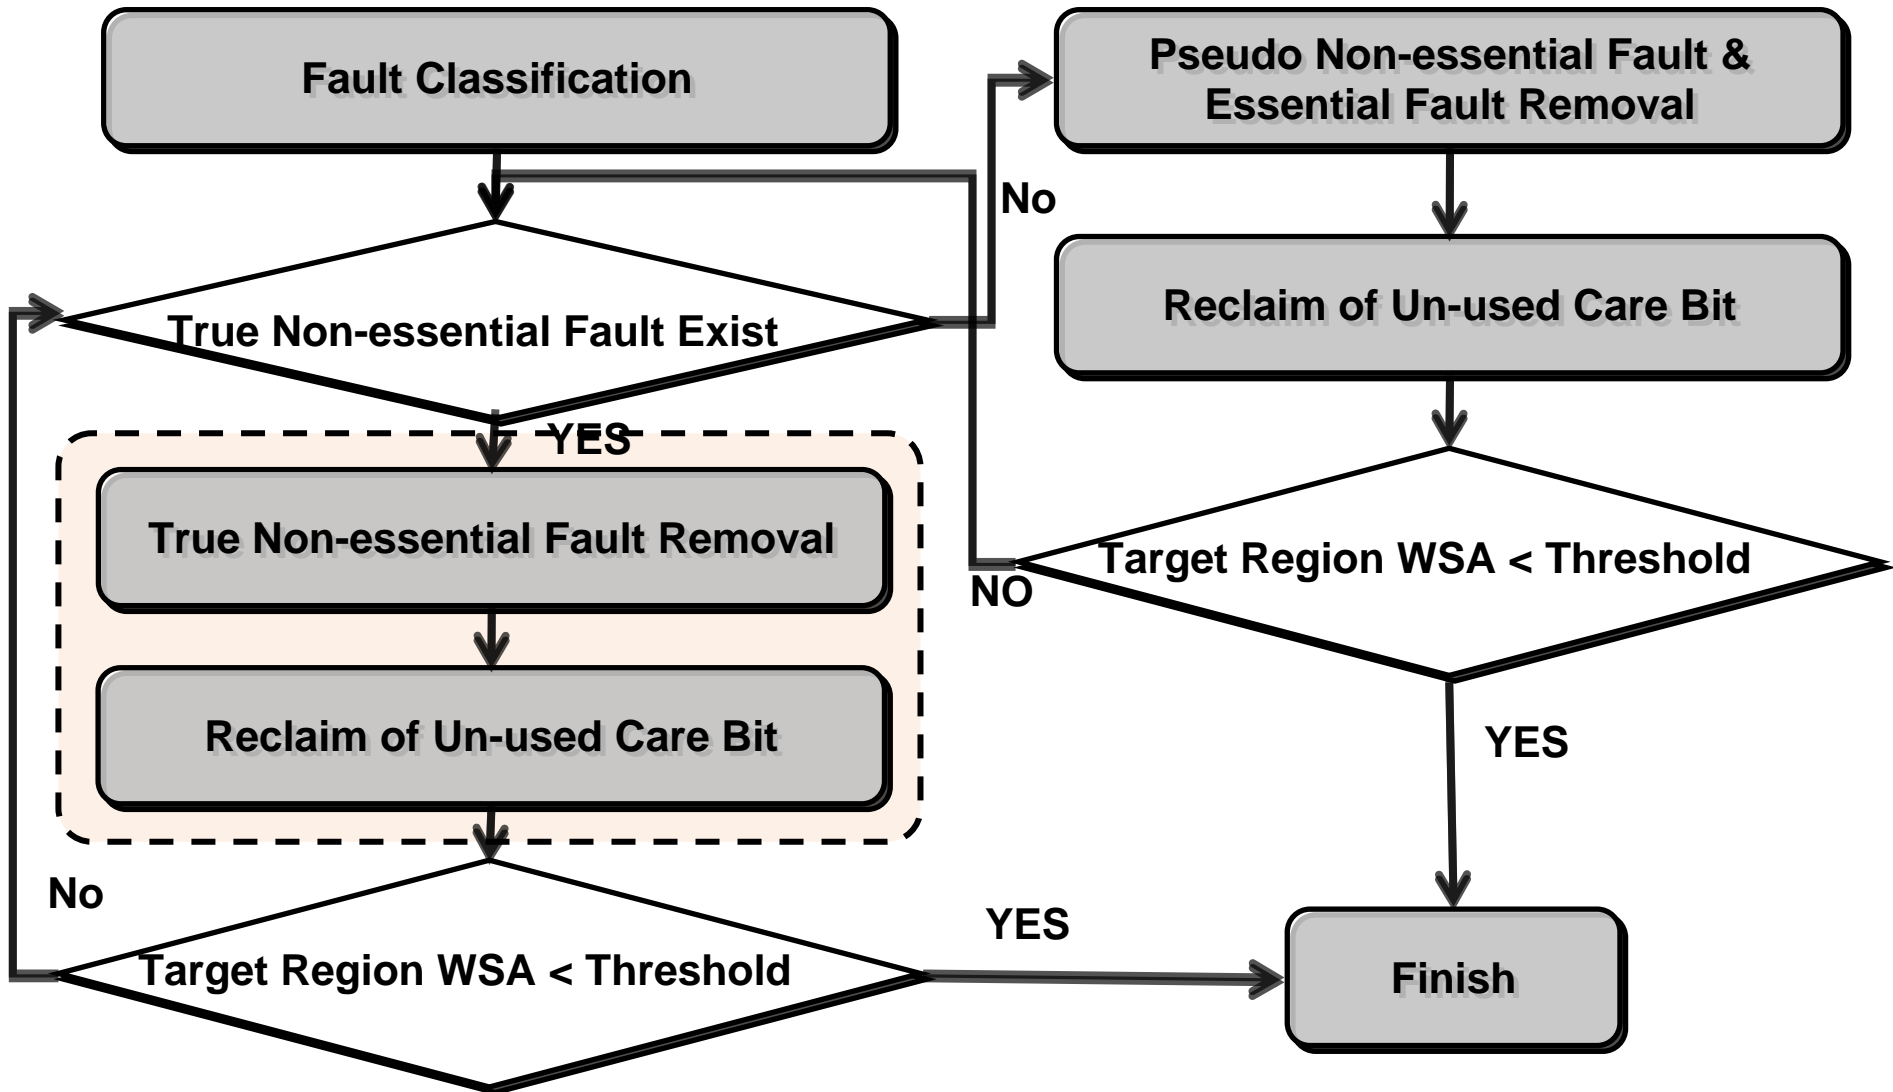 Fault Classification
Pseudo Non-essential Fault &
Essential Fault Removal
No
Reclaim of Un-used Care Bit
True Non-essential Fault Exist
YES
True Non-essential Fault Removal
Target Region WSA < Threshold
NO
Reclaim of Un-used Care Bit
YES
No
YES
Target Region WSA < Threshold
Finish